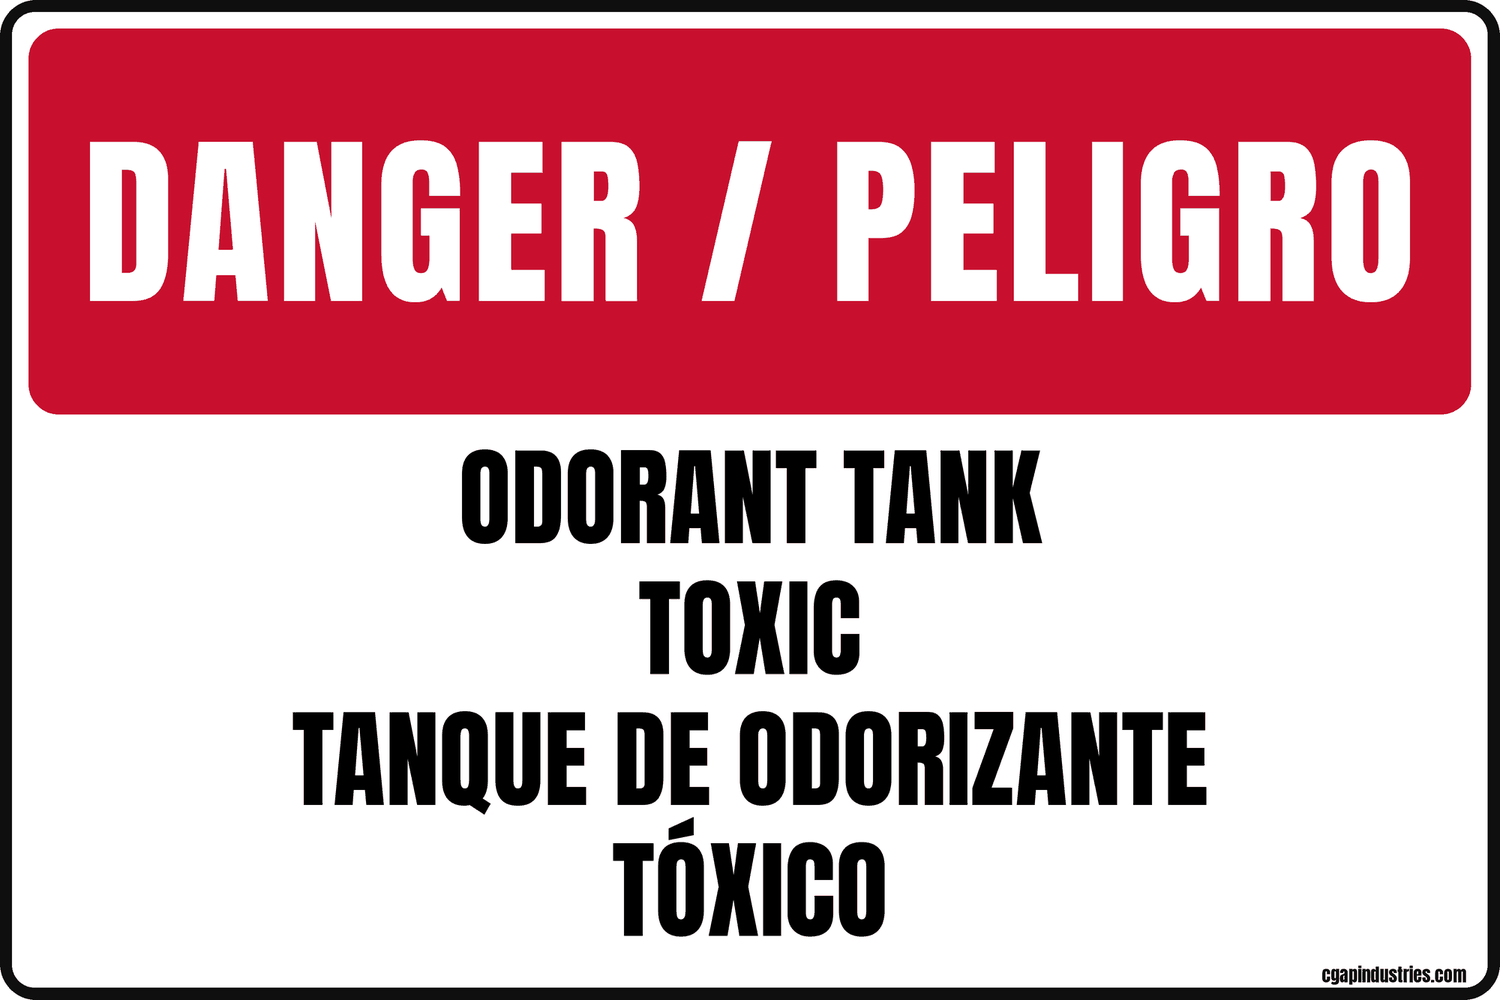 DANGER / PELIGRO
ODORANT TANK
TOXIC
TANQUE DE ODORIZANTE
TÓXICO
cgapindustries.com